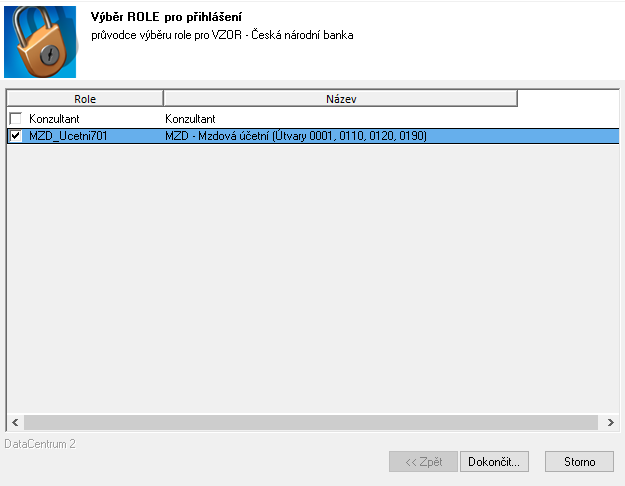 Výběr ROLE pro přihlášení
průvodce výběru role pro VZOR - Česká národní banka
Role Název
Konzultant Konzultant
MZD_Ucetni701 MZD - Mzdová účetní (Útvary 0001, 0110, 0120, 0190)
DataCentrum 2
<< Zpět Dokončit... Storno